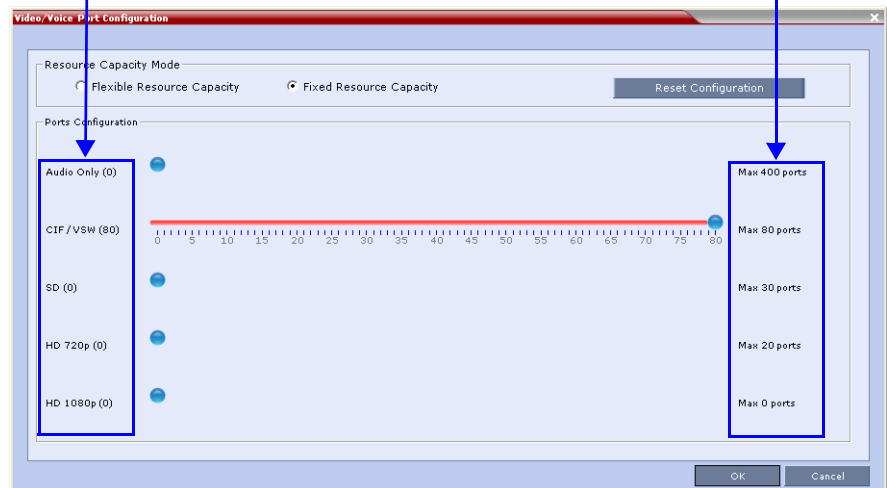 Video/Voice Port Configuration
Resource Capacity Mode
Flexible Resource Capacity
Fixed Resource Capacity
Reset Configuration
Ports Configuration
Audio Only (0)
Max 400 ports
CIF/VSW (80)
0 5 10 15 20 25 30 35 40 45 50 55 60 65 70 75 80
Max 80 ports
SD (0)
Max 30 ports
HD 720p (0)
Max 20 ports
HD 1080p (0)
Max 0 ports
OK
Cancel